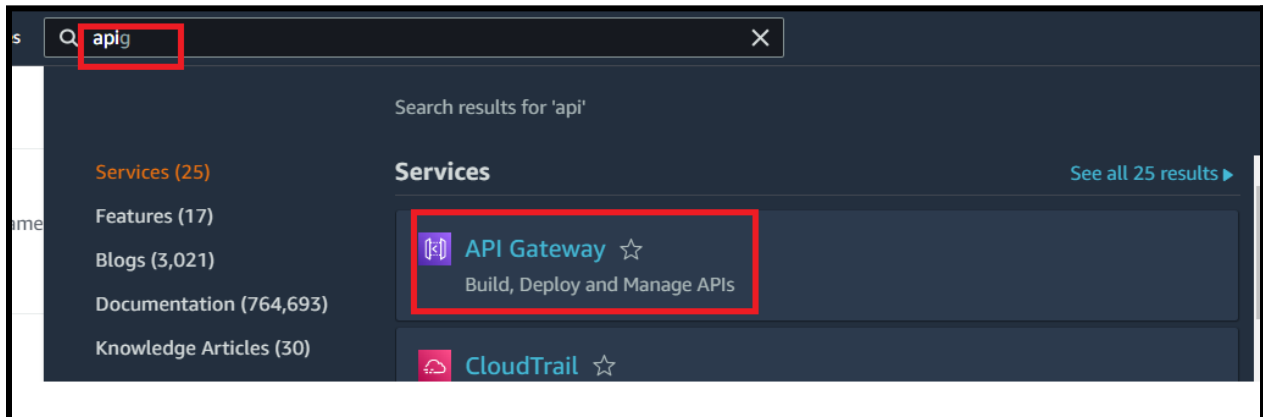 s apig
Search results for 'api'
Services (25)
Features (17)
Blogs (3,021)
Documentation (764,693)
Knowledge Articles (30)
Services
See all 25 results
API Gateway
Build, Deploy and Manage APIs
CloudTrail
ame